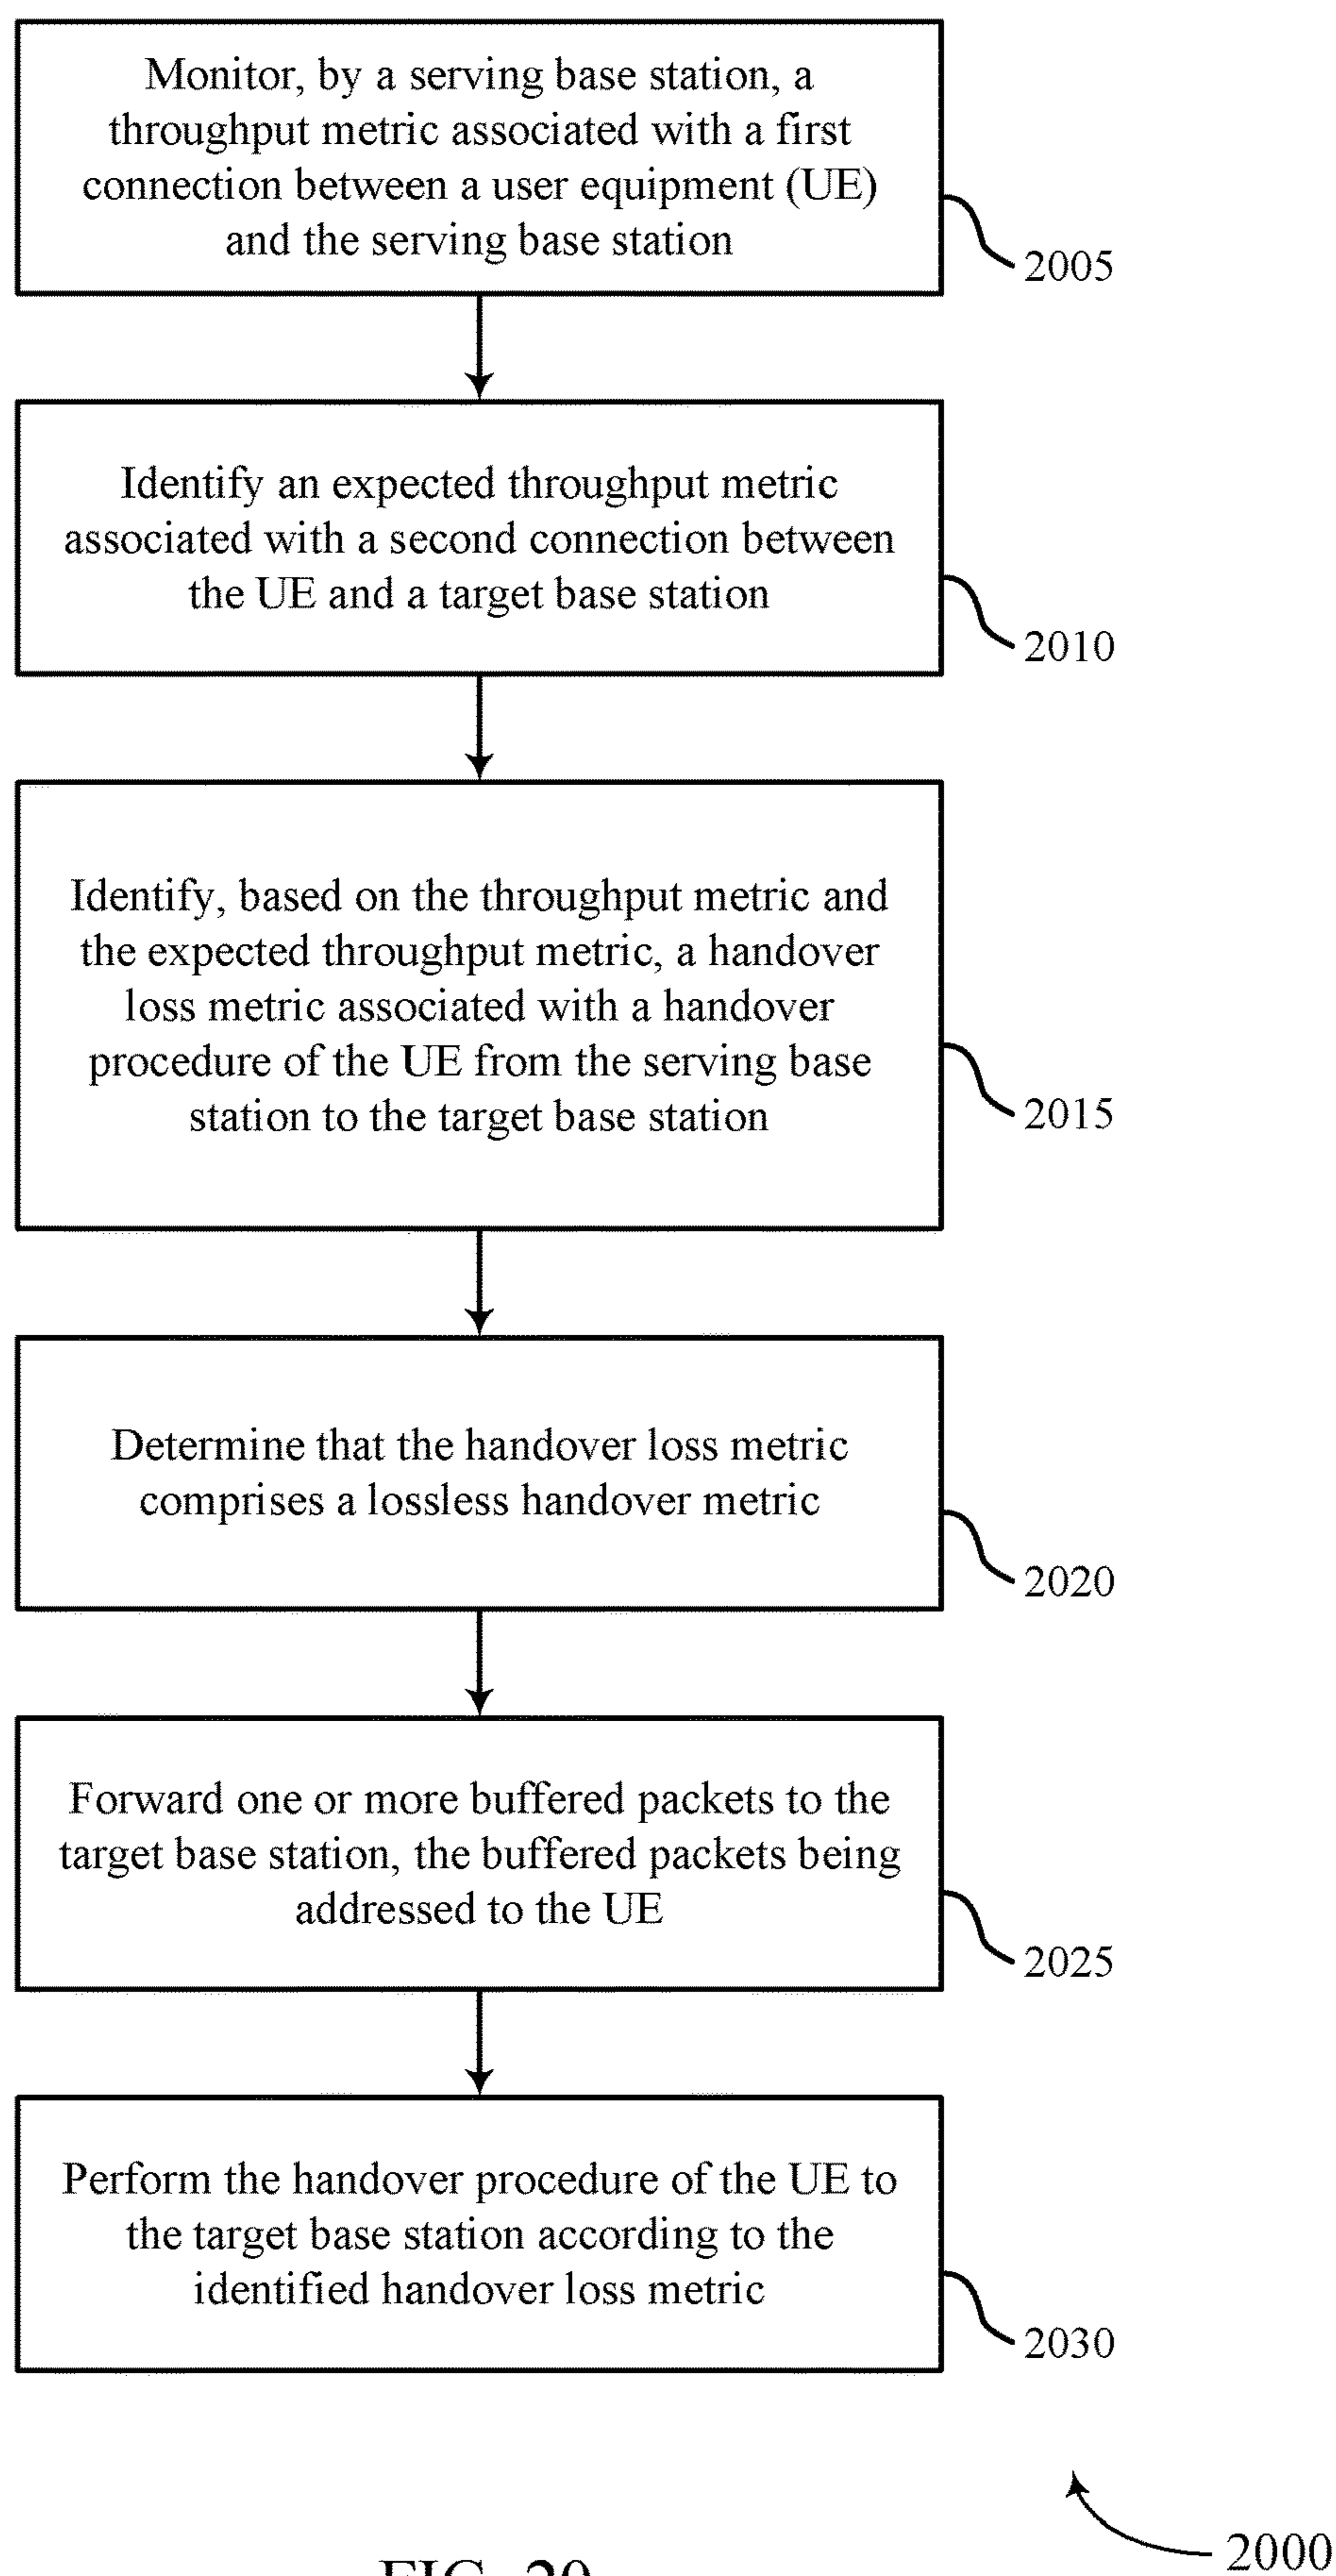 Monitor, by a serving base station, a
throughput metric associated with a first
connection between a user equipment (UE)
and the serving base station
2005
Identify an expected throughput metric
associated with a second connection between
the UE and a target base station
2010
Identify, based on the throughput metric and
the expected throughput metric, a handover
loss metric associated with a handover
procedure of the UE from the serving base
station to the target base station
2015
Determine that the handover loss metric
comprises a lossless handover metric
2020
Forward one or more buffered packets to the
target base station, the buffered packets being
addressed to the UE
2025
Perform the handover procedure of the UE to
the target base station according to the
identified handover loss metric
2030
2000
FIG. 20